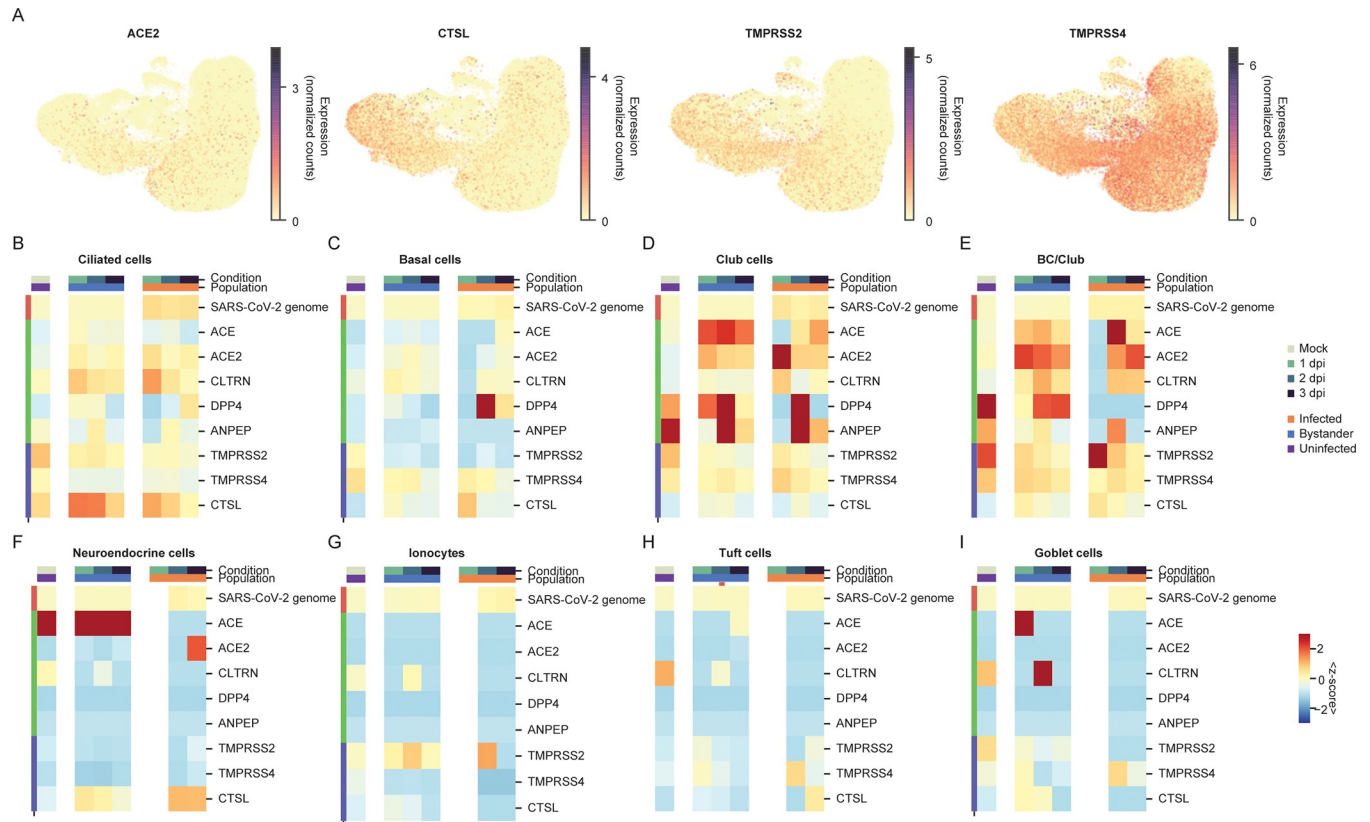 A
ACE2
3
0
Expression
(normalized counts)
CTSL
4
0
Expression
(normalized counts)
TMPRSS2
5
0
Expression
(normalized counts)
TMPRSS4
6
0
Expression
(normalized counts)
B
Ciliated cells
Condition
Population
SARS-CoV-2 genome
ACE
ACE2
CLTRN
DPP4
ANPEP
TMPRSS2
TMPRSS4
CTSL
C
Basal cells
Condition
Population
SARS-CoV-2 genome
ACE
ACE2
CLTRN
DPP4
ANPEP
TMPRSS2
TMPRSS4
CTSL
D
Club cells
Condition
Population
SARS-CoV-2 genome
ACE
ACE2
CLTRN
DPP4
ANPEP
TMPRSS2
TMPRSS4
CTSL
E
BC/Club
Condition
Population
SARS-CoV-2 genome
ACE
ACE2
CLTRN
DPP4
ANPEP
TMPRSS2
TMPRSS4
CTSL
Mock
1 dpi
2 dpi
3 dpi
Infected
Bystander
Uninfected
F
Neuroendocrine cells
Condition
Population
SARS-CoV-2 genome
ACE
ACE2
CLTRN
DPP4
ANPEP
TMPRSS2
TMPRSS4
CTSL
G
Ionocytes
Condition
Population
SARS-CoV-2 genome
ACE
ACE2
CLTRN
DPP4
ANPEP
TMPRSS2
TMPRSS4
CTSL
H
Tuft cells
Condition
Population
SARS-CoV-2 genome
ACE
ACE2
CLTRN
DPP4
ANPEP
TMPRSS2
TMPRSS4
CTSL
I
Goblet cells
Condition
Population
SARS-CoV-2 genome
ACE
ACE2
CLTRN
DPP4
ANPEP
TMPRSS2
TMPRSS4
CTSL
2
0
−2
<z-score>